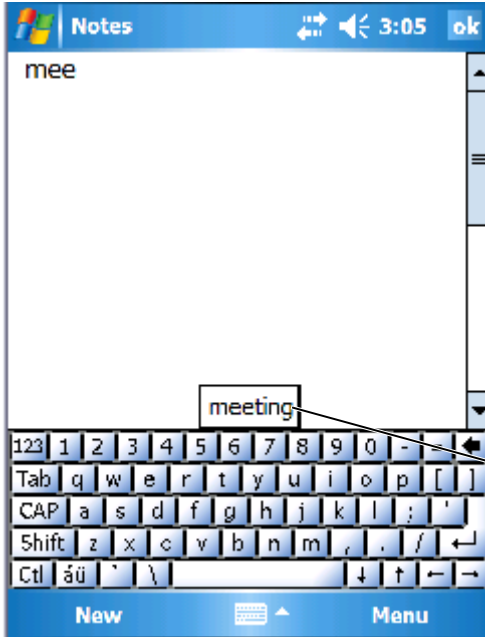 Notes 3:05 ok
mee
meeting
123 1 2 3 4 5 6 7 8 9 0 - =
Tab q w e r t y u i o p [ ]
CAP a s d f g h j k l ; '
Shift z x c v b n m , . /
Ctl áü ` \
New Menu